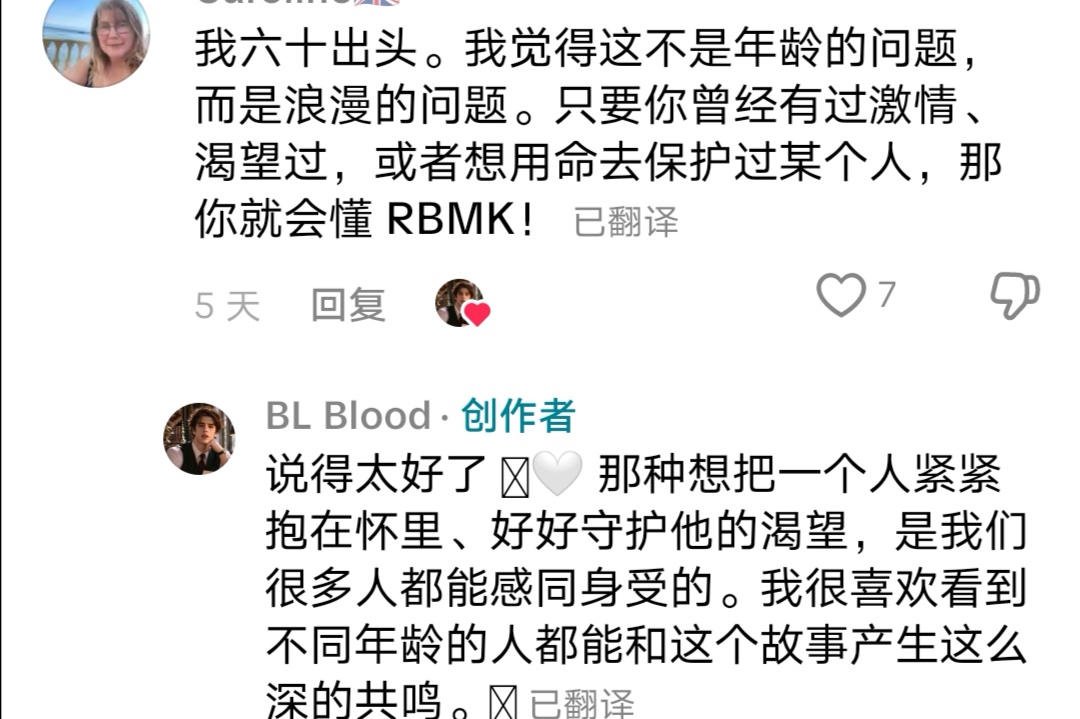 我六十出头。我觉得这不是年龄的问题，
而是浪漫的问题。只要你曾经有过激情、
渴望过，或者想用命去保护过某个人，那
你就会懂 RBMK！ 已翻译
5 天 回复 7
BL Blood · 创作者
说得太好了 🤍 那种想把一个人紧紧
抱在怀里、好好守护他的渴望，是我们
很多人都能感同身受的。我很喜欢看到
不同年龄的人都能和这个故事产生这么
深的共鸣。 已翻译